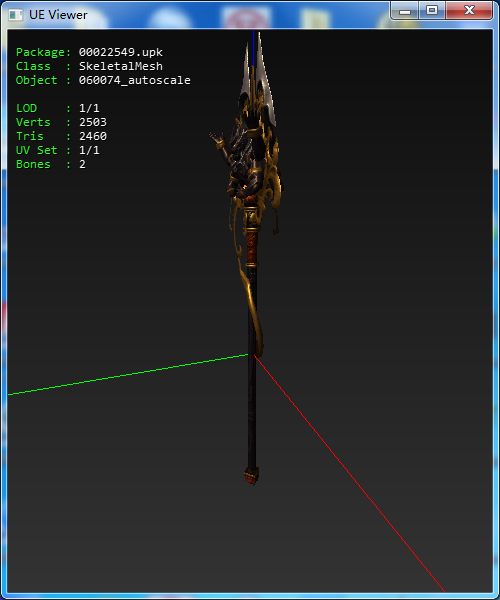 UE Viewer
Package: 00022549.upk
Class : SkeletalMesh
Object : 060074_autoscale
LOD : 1/1
Verts : 2503
Tris : 2460
UV Set : 1/1
Bones : 2